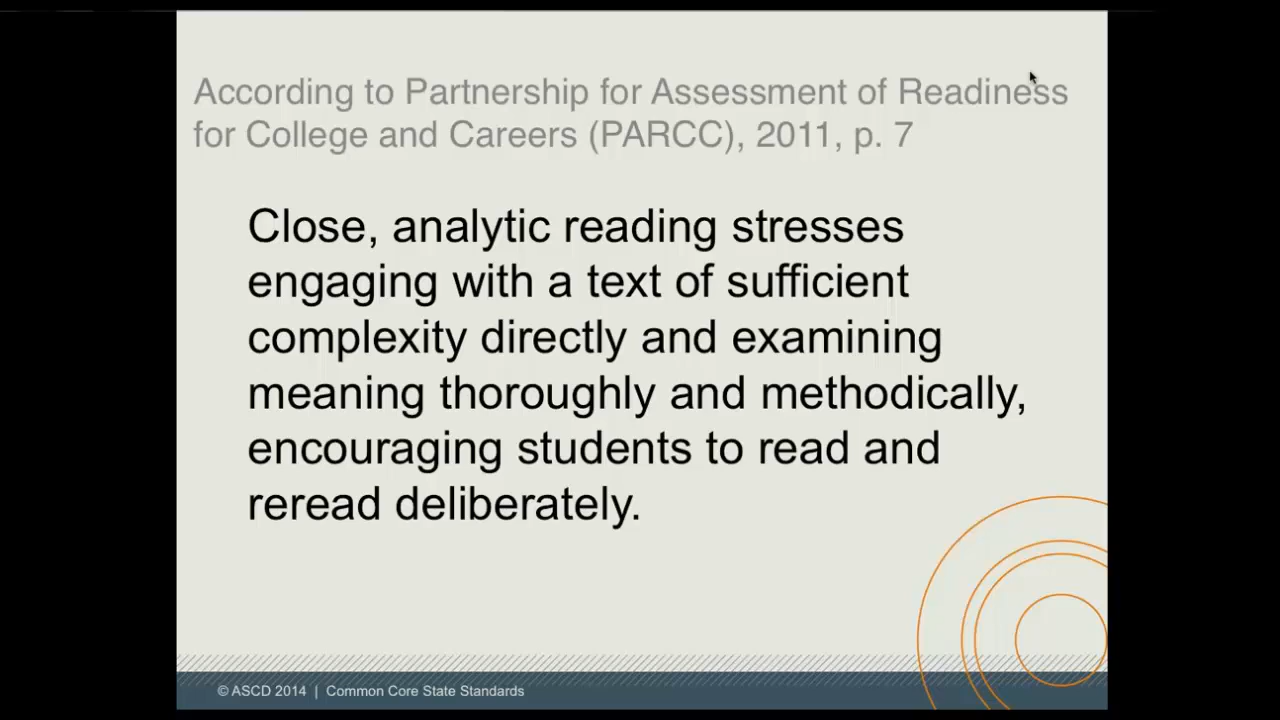 According to Partnership for Assessment of Readiness
for College and Careers (PARCC), 2011, p. 7
Close, analytic reading stresses
engaging with a text of sufficient
complexity directly and examining
meaning thoroughly and methodically,
encouraging students to read and
reread deliberately.
© ASCD 2014 | Common Core State Standards